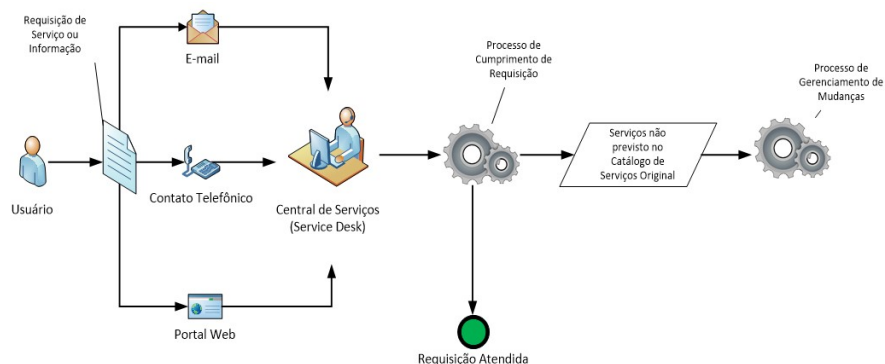 Requisição de
Serviço ou
Informação
E-mail
Processo de
Cumprimento de
Requisição
Processo de
Gerenciamento de
Mudanças
Serviços não
previsto no
Catálogo de
Serviços Original
Usuário
Contato Telefônico
Central de Serviços
(Service Desk)
Portal Web
Requisição Atendida